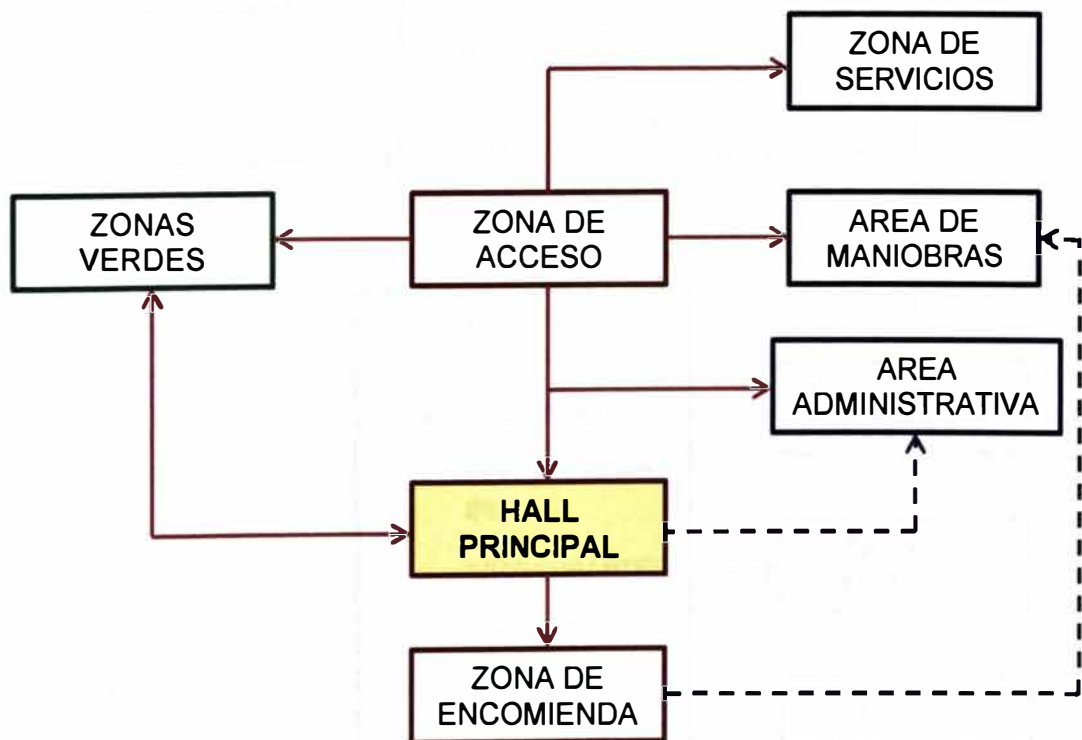 ZONA DE
SERVICIOS
ZONAS
VERDES
ZONA DE
ACCESO
AREA DE
MANIOBRAS
AREA
ADMINISTRATIVA
HALL
PRINCIPAL
ZONA DE
ENCOMIENDA